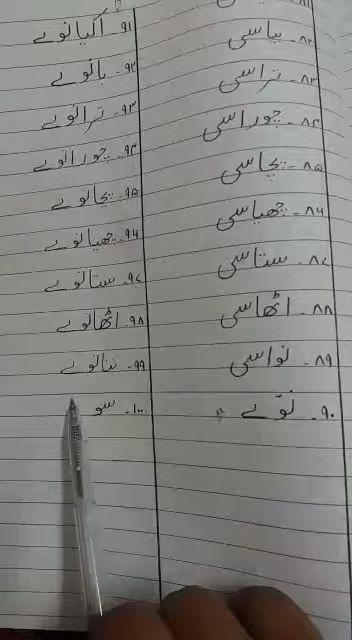 ۸۲۔ بیاسی
۸۳۔ تراسی
۸۴۔ چوراسی
۸۵۔ پچاسی
۸۶۔ چھیاسی
۸۷۔ ستاسی
۸۸۔ اٹھاسی
۸۹۔ نواسی
۹۰۔ نوّے
۹۱۔ اکیانوے
۹۲۔ بانوے
۹۳۔ ترانوے
۹۴۔ چورانوے
۹۵۔ پچانوے
۹۶۔ چھیانوے
۹۷۔ ستانوے
۹۸۔ اٹھانوے
۹۹۔ ننانوے
۱۰۰۔ سو